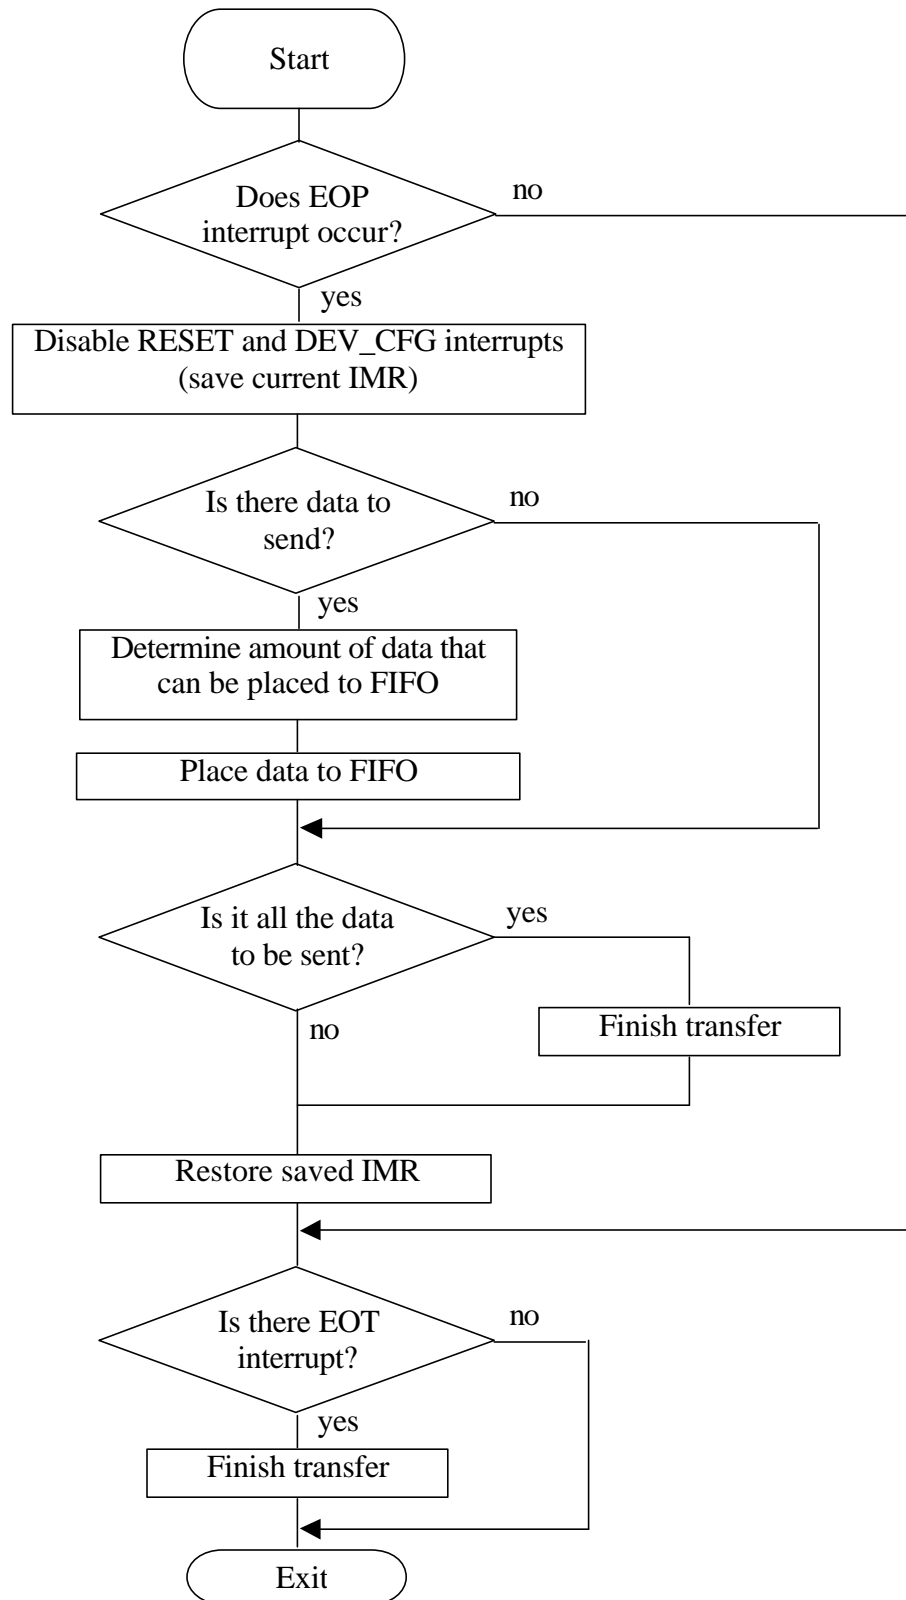 Start
Does EOP
interrupt occur?
no
yes
Disable RESET and DEV_CFG interrupts
(save current IMR)
Is there data to
send?
no
yes
Determine amount of data that
can be placed to FIFO
Place data to FIFO
Is it all the data
to be sent?
yes
no
Finish transfer
Restore saved IMR
Is there EOT
interrupt?
no
yes
Finish transfer
Exit